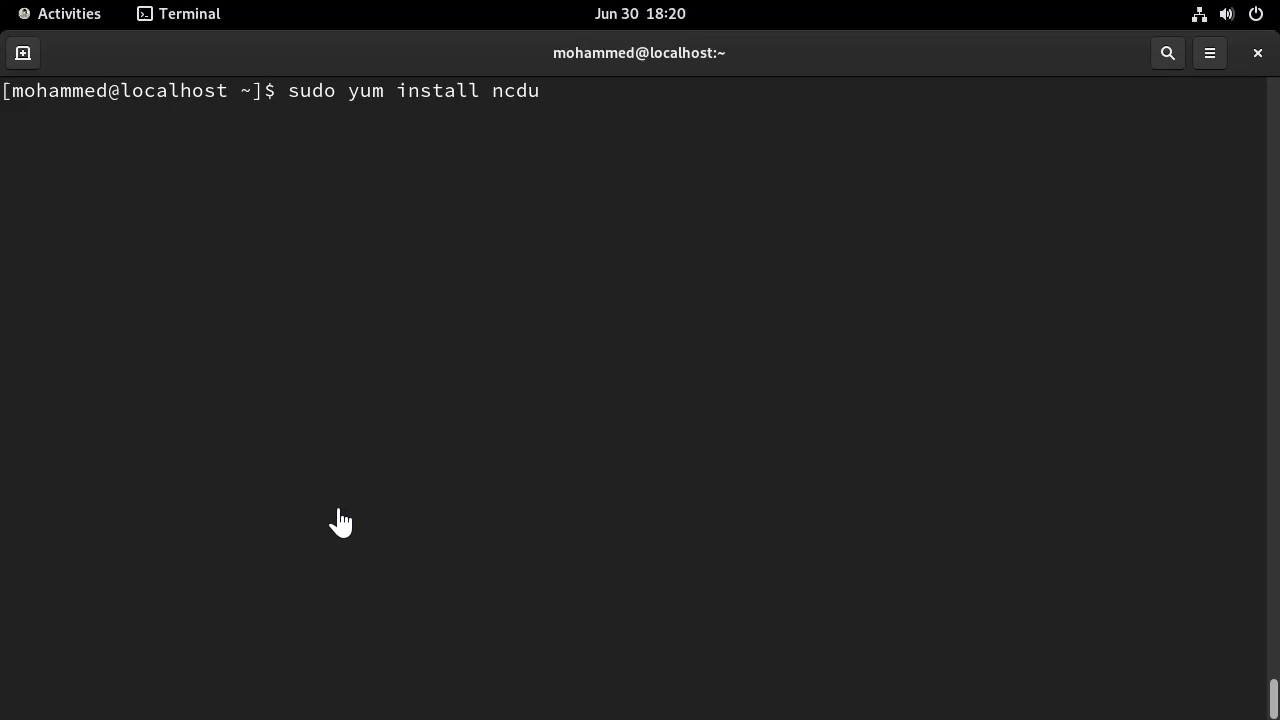 Activities Terminal Jun 30 18:20
mohammed@localhost:~
[mohammed@localhost ~]$ sudo yum install ncdu